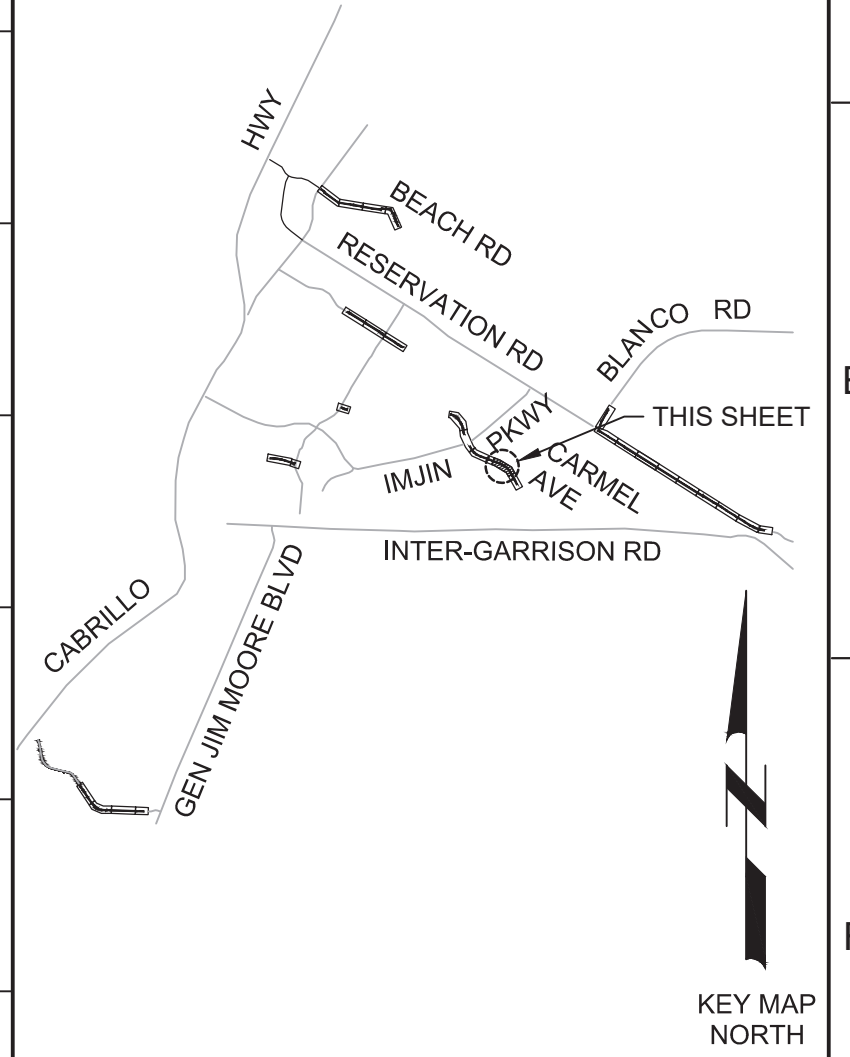 HWY
BEACH RD
RESERVATION RD
BLANCO RD
THIS SHEET
IMJIN PKWY
CARMEL AVE
INTER-GARRISON RD
CABRILLO
GEN JIM MOORE BLVD
N
KEY MAP
NORTH